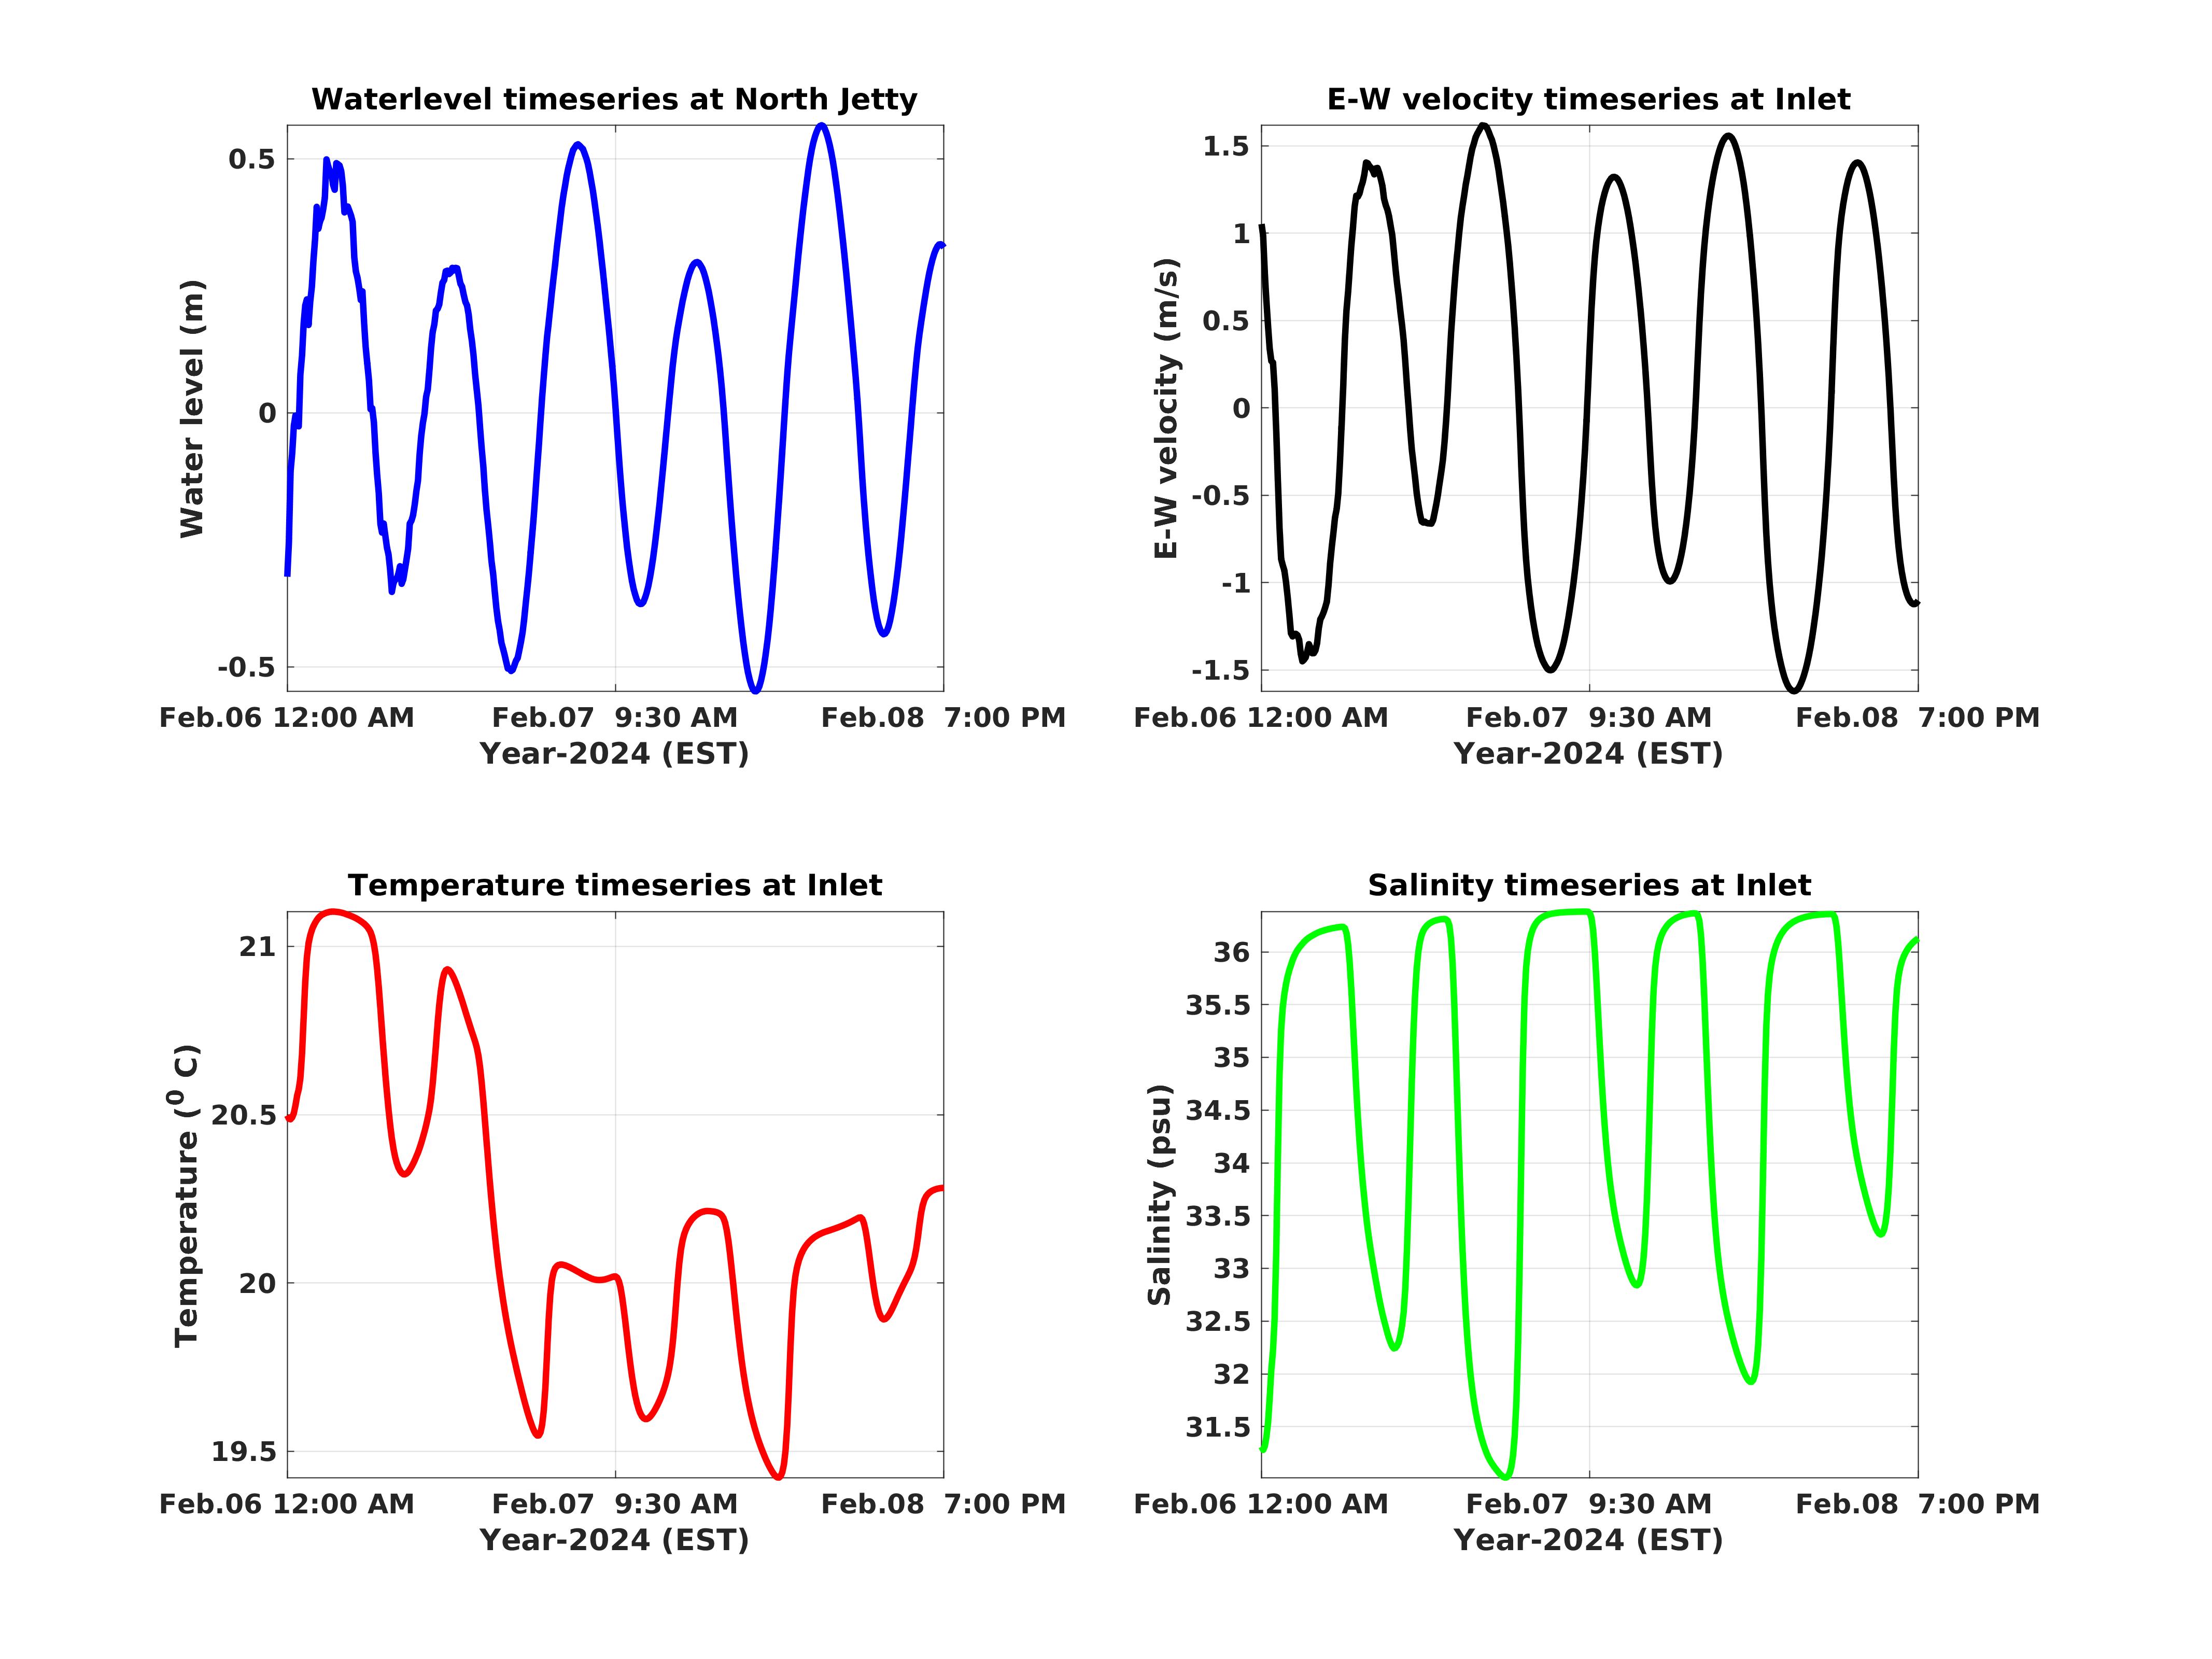 Waterlevel timeseries at North Jetty
0.5
0
-0.5
Water level (m)
Feb.06 12:00 AM Feb.07 9:30 AM Feb.08 7:00 PM
Year-2024 (EST)
E-W velocity timeseries at Inlet
1.5
1
0.5
0
-0.5
-1
-1.5
E-W velocity (m/s)
Feb.06 12:00 AM Feb.07 9:30 AM Feb.08 7:00 PM
Year-2024 (EST)
Temperature timeseries at Inlet
21
20.5
20
19.5
Temperature (⁰ C)
Feb.06 12:00 AM Feb.07 9:30 AM Feb.08 7:00 PM
Year-2024 (EST)
Salinity timeseries at Inlet
36
35.5
35
34.5
34
33.5
33
32.5
32
31.5
Salinity (psu)
Feb.06 12:00 AM Feb.07 9:30 AM Feb.08 7:00 PM
Year-2024 (EST)